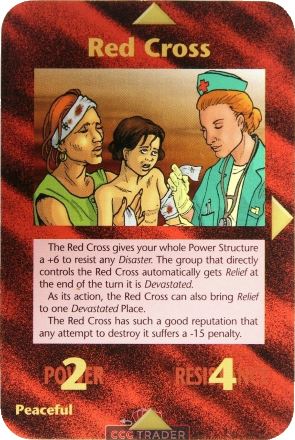 Red Cross
The Red Cross gives your whole Power Structure
a +6 to resist any Disaster. The group that directly
controls the Red Cross automatically gets Relief at
the end of the turn it is Devastated.
As its action, the Red Cross can also bring Relief
to one Devastated Place.
The Red Cross has such a good reputation that
any attempt to destroy it suffers a -15 penalty.
POWER 2 RESISTANCE 4
Peaceful
CCG TRADER